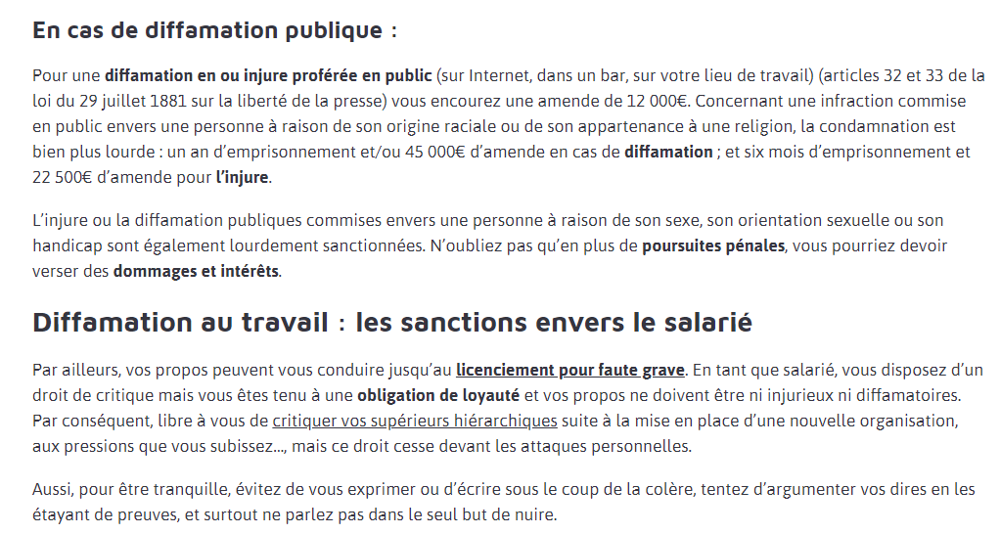 En cas de diffamation publique :
Pour une diffamation en ou injure proférée en public (sur Internet, dans un bar, sur votre lieu de travail) (articles 32 et 33 de la
loi du 29 juillet 1881 sur la liberté de la presse) vous encourez une amende de 12 000€. Concernant une infraction commise
en public envers une personne à raison de son origine raciale ou de son appartenance à une religion, la condamnation est
bien plus lourde : un an d’emprisonnement et/ou 45 000€ d’amende en cas de diffamation ; et six mois d’emprisonnement et
22 500€ d’amende pour l’injure.
L’injure ou la diffamation publiques commises envers une personne à raison de son sexe, son orientation sexuelle ou son
handicap sont également lourdement sanctionnées. N’oubliez pas qu’en plus de poursuites pénales, vous pourriez devoir
verser des dommages et intérêts.
Diffamation au travail : les sanctions envers le salarié
Par ailleurs, vos propos peuvent vous conduire jusqu’au licenciement pour faute grave. En tant que salarié, vous disposez d’un
droit de critique mais vous êtes tenu à une obligation de loyauté et vos propos ne doivent être ni injurieux ni diffamatoires.
Par conséquent, libre à vous de critiquer vos supérieurs hiérarchiques suite à la mise en place d’une nouvelle organisation,
aux pressions que vous subissez…, mais ce droit cesse devant les attaques personnelles.
Aussi, pour être tranquille, évitez de vous exprimer ou d’écrire sous le coup de la colère, tentez d’argumenter vos dires en les
étayant de preuves, et surtout ne parlez pas dans le seul but de nuire.